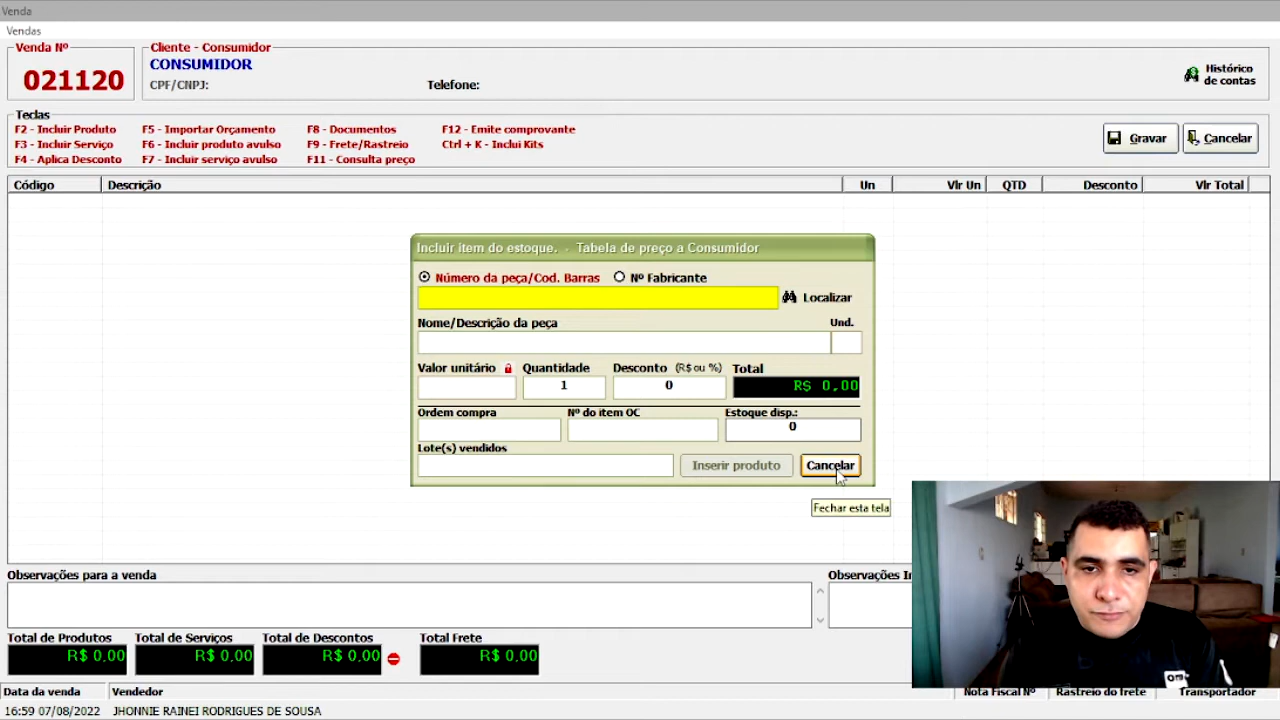 Venda
Vendas
Venda Nº
021120
Cliente - Consumidor
CONSUMIDOR
CPF/CNPJ:
Telefone:
Histórico
de contas
Teclas
F2 - Incluir Produto
F5 - Importar Orçamento
F8 - Documentos
F12 - Emite comprovante
F3 - Incluir Serviço
F6 - Incluir produto avulso
F9 - Frete/Rastreio
Ctrl + K - Inclui Kits
F4 - Aplica Desconto
F7 - Incluir serviço avulso
F11 - Consulta preço
Gravar
Cancelar
Código
Descrição
Un
Vlr Un
QTD
Desconto
Vlr Total
Incluir item do estoque. - Tabela de preço a Consumidor
Número da peça/Cod. Barras
Nº Fabricante
Localizar
Nome/Descrição da peça
Und.
Valor unitário
Quantidade
Desconto (R$ ou %)
Total
1
0
R$ 0,00
Ordem compra
Nº do item OC
Estoque disp.:
0
Lote(s) vendidos
Inserir produto
Cancelar
Fechar esta tela
Observações para a venda
Observações In
Total de Produtos
Total de Serviços
Total de Descontos
Total Frete
R$ 0,00
R$ 0,00
R$ 0,00
R$ 0,00
Data da venda
Vendedor
Nota Fiscal Nº
Rastreio do frete
Transportador
16:59 07/08/2022
JHONNIE RAINEI RODRIGUES DE SOUSA